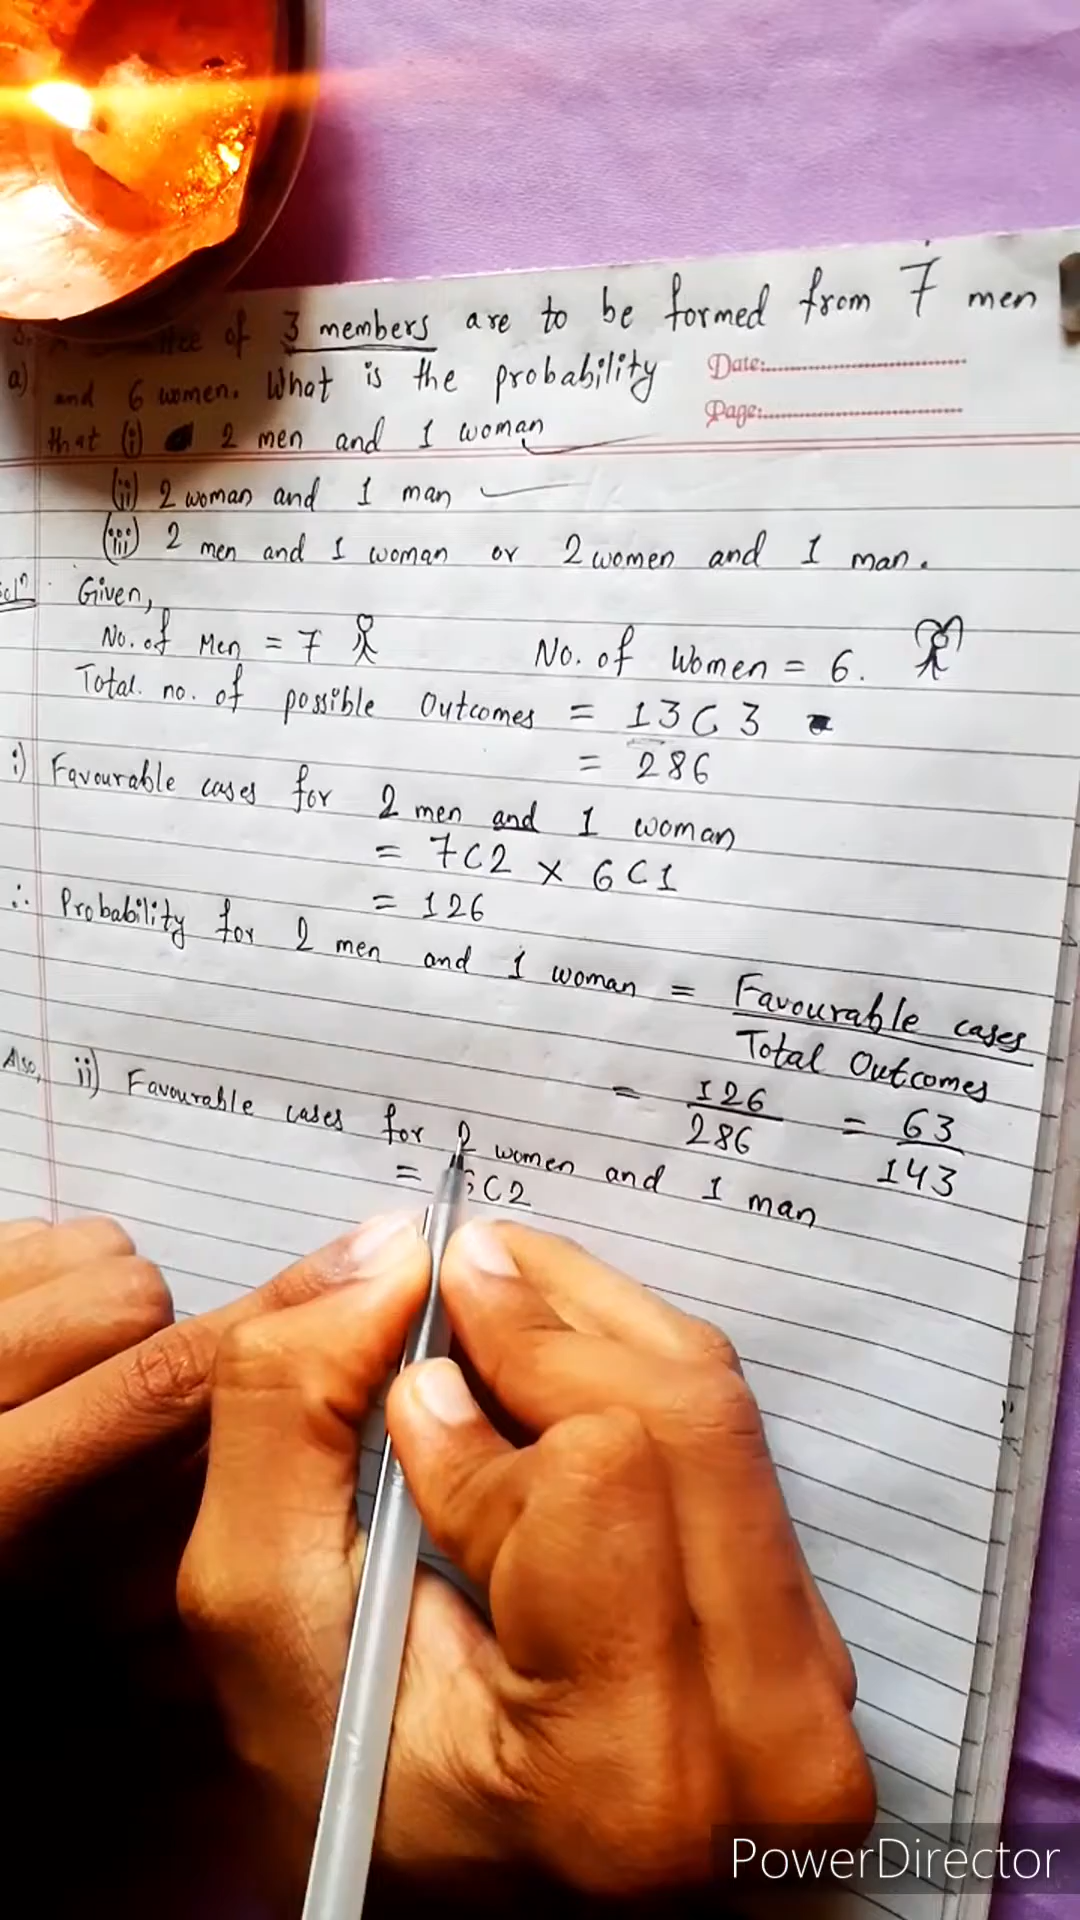 of 3 members are to be formed from 7 men
a) and 6 women. What is the probability
Date:
Page:
that (i) 2 men and 1 woman
(ii) 2 woman and 1 man
(iii) 2 men and 1 woman or 2 women and 1 man.
Solⁿ Given,
No. of Men = 7 No. of Women = 6.
Total. no. of possible Outcomes = 13C3
= 286
i) Favourable cases for 2 men and 1 woman
= 7C2 × 6C1
= 126
∴ Probability for 2 men and 1 woman = Favourable cases
Total Outcomes
= 126/286 = 63/143
Also, ii) Favourable cases for 2 women and 1 man
= 6C2
PowerDirector